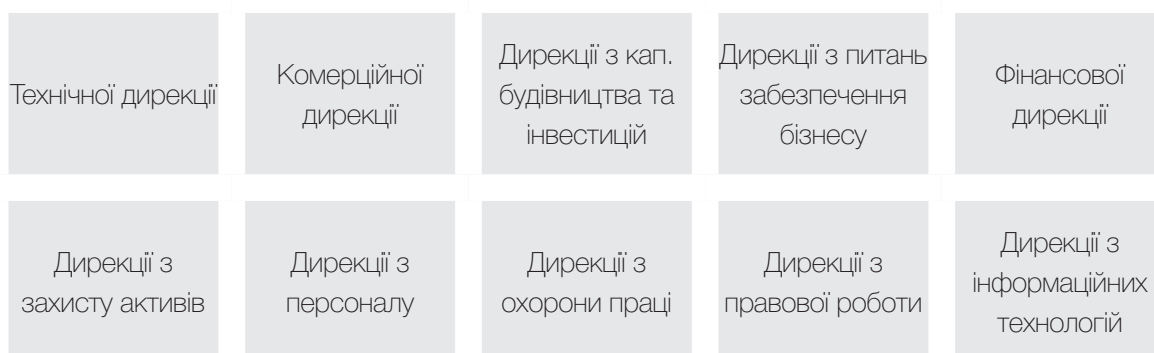 Технічної дирекції
Комерційної
дирекції
Дирекції з кап.
будівництва та
інвестицій
Дирекції з питань
забезпечення
бізнесу
Фінансової
дирекції
Дирекції з
захисту активів
Дирекції з
персоналу
Дирекції з
охорони праці
Дирекції з
правової роботи
Дирекції з
інформаційних
технологій